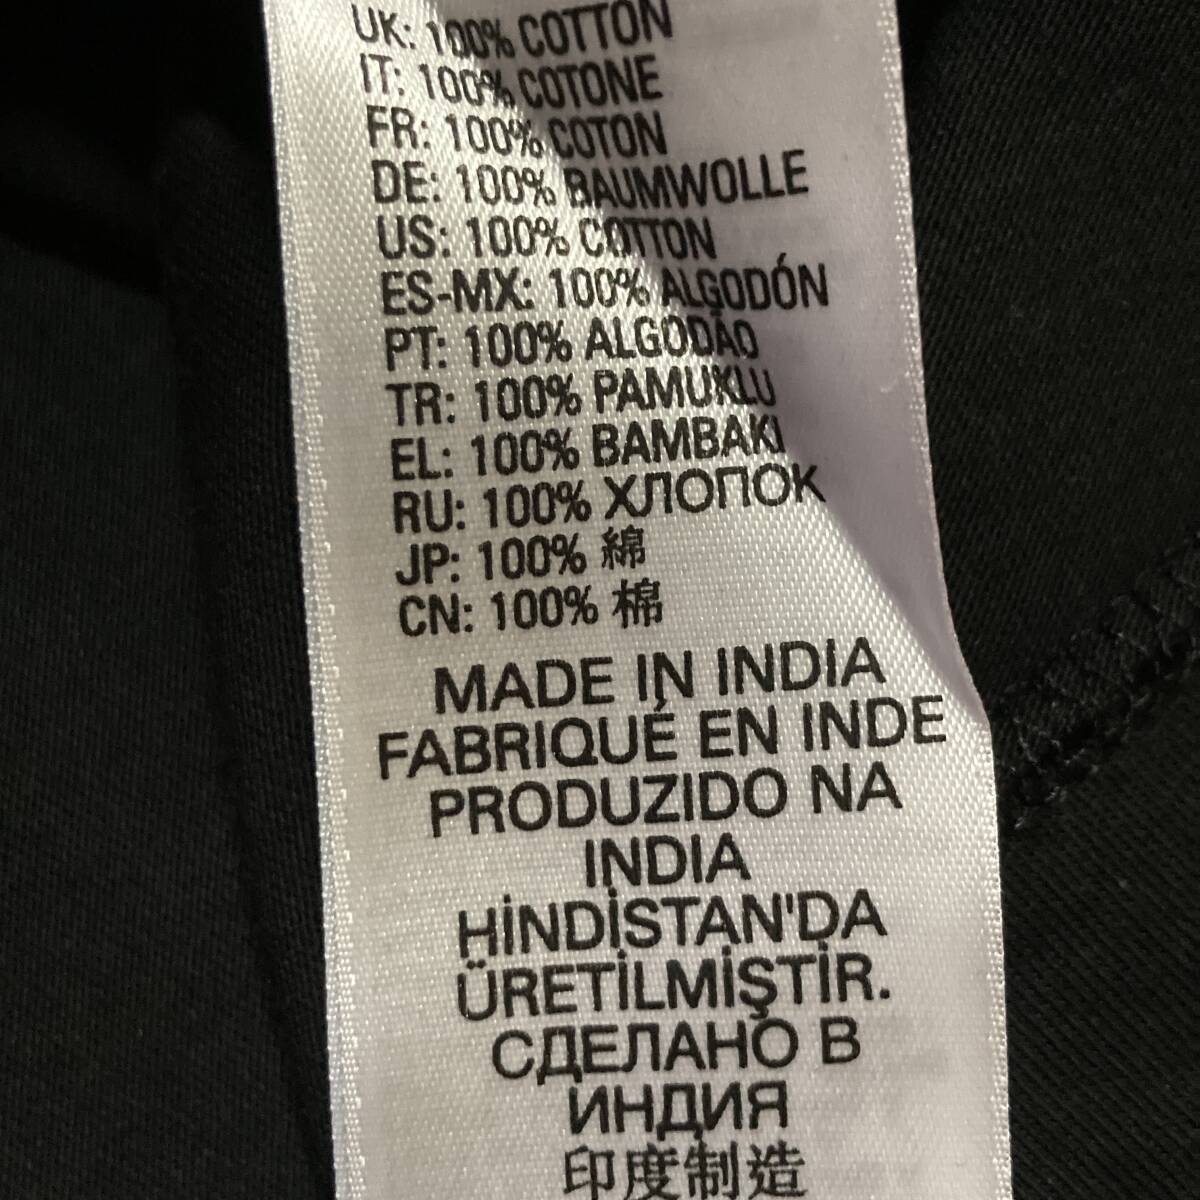 UK: 100% COTTON
IT: 100% COTONE
FR: 100% COTON
DE: 100% BAUMWOLLE
US: 100% COTTON
ES-MX: 100% ALGODÓN
PT: 100% ALGODÃO
TR: 100% PAMUKLU
EL: 100% BAMBAKI
RU: 100% ХЛОПОК
JP: 100% 綿
CN: 100% 棉
MADE IN INDIA
FABRIQUÉ EN INDE
PRODUZIDO NA
INDIA
HİNDİSTAN'DA
ÜRETİLMİŞTİR.
СДЕЛАНО В
ИНДИЯ
印度制造